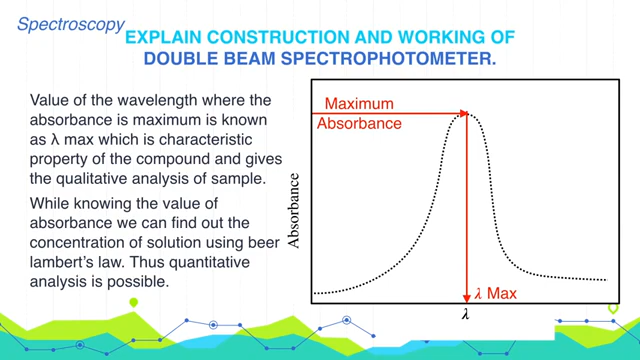 Spectroscopy
EXPLAIN CONSTRUCTION AND WORKING OF
DOUBLE BEAM SPECTROPHOTOMETER.
Value of the wavelength where the
absorbance is maximum is known
as λ max which is characteristic
property of the compound and gives
the qualitative analysis of sample.
While knowing the value of
absorbance we can find out the
concentration of solution using beer
lambert's law. Thus quantitative
analysis is possible.
Absorbance
Maximum
Absorbance
λ Max
λ